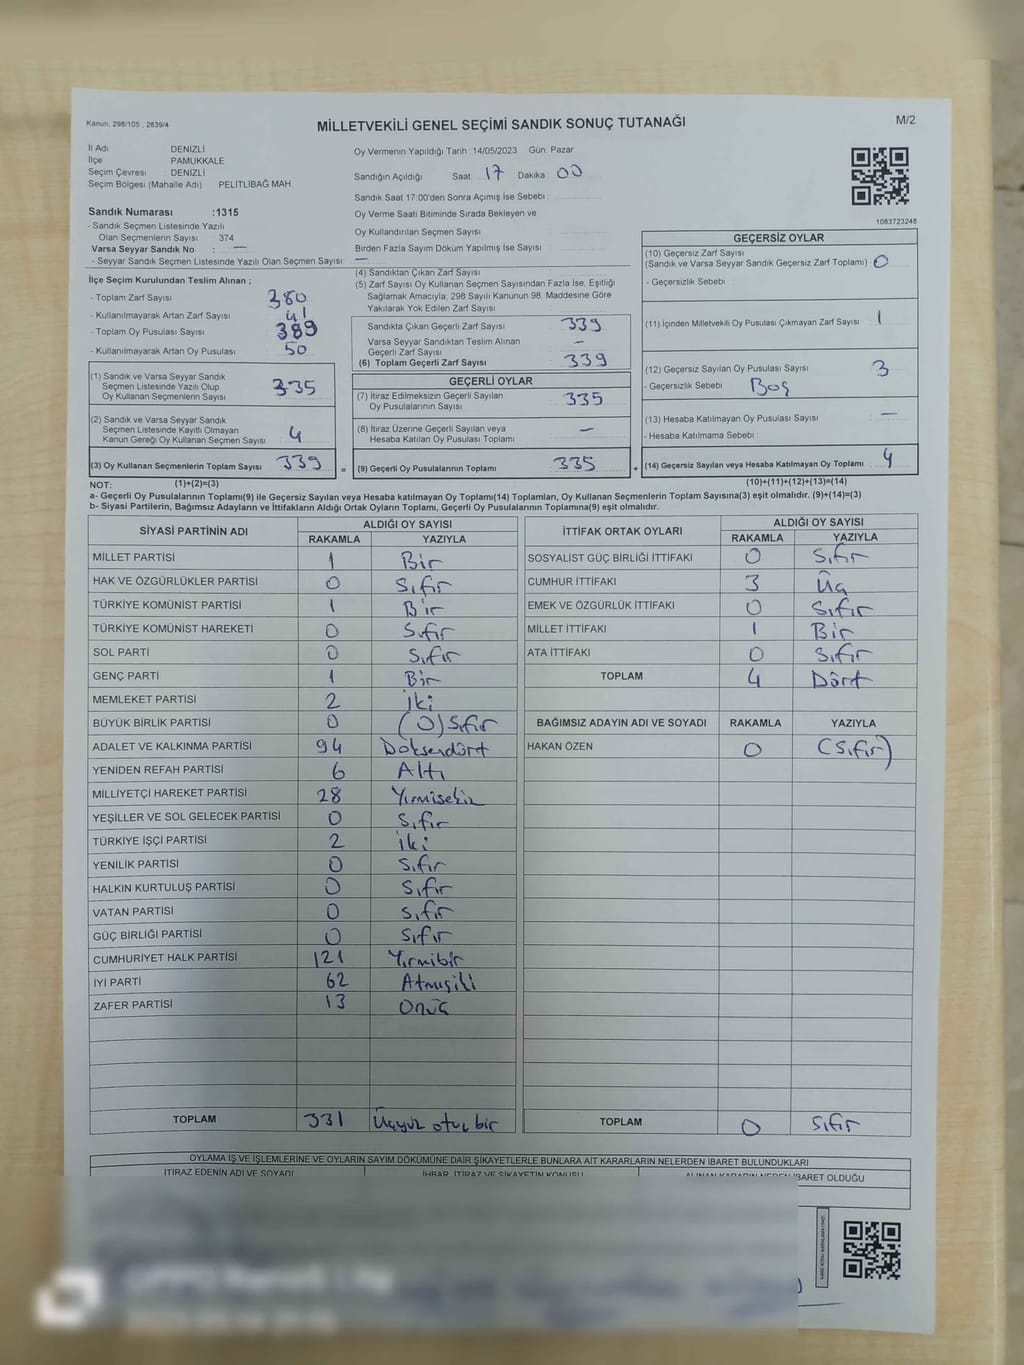 Kanun, 298/105 , 2839/4
MİLLETVEKİLİ GENEL SEÇİMİ SANDIK SONUÇ TUTANAĞI
M/2
İl Adı DENİZLİ
İlçe PAMUKKALE
Seçim Çevresi : DENİZLİ
Seçim Bölgesi (Mahalle Adı) PELİTLİBAĞ MAH.
Oy Vermenin Yapıldığı Tarih :14/05/2023 Gün: Pazar
Sandığın Açıldığı Saat: 17 Dakika: 00
Sandık Saat 17:00'den Sonra Açımış İse Sebebi :
Oy Verme Saati Bitiminde Sırada Bekleyen ve
Oy Kullandırılan Seçmen Sayısı
Birden Fazla Sayım Döküm Yapılmış İse Sayısı
1083723248
Sandık Numarası :1315
- Sandık Seçmen Listesinde Yazılı
Olan Seçmenlerin Sayısı 374
Varsa Seyyar Sandık No : —
- Seyyar Sandık Seçmen Listesinde Yazılı Olan Seçmen Sayısı : —
İlçe Seçim Kurulundan Teslim Alınan ;
- Toplam Zarf Sayısı 380
- Kullanılmayarak Artan Zarf Sayısı 41
- Toplam Oy Pusulası Sayısı 389
- Kullanılmayarak Artan Oy Pusulası 50
(1) Sandık ve Varsa Seyyar Sandık
Seçmen Listesinde Yazılı Olup
Oy Kullanan Seçmenlerin Sayısı 335
(2) Sandık ve Varsa Seyyar Sandık
Seçmen Listesinde Kayıtlı Olmayan
Kanun Gereği Oy Kullanan Seçmen Sayısı 4
(3) Oy Kullanan Seçmenlerin Toplam Sayısı 339 =
(4) Sandıktan Çıkan Zarf Sayısı
(5) Zarf Sayısı Oy Kullanan Seçmen Sayısından Fazla İse, Eşitliği
Sağlamak Amacıyla, 298 Sayılı Kanunun 98. Maddesine Göre
Yakılarak Yok Edilen Zarf Sayısı
Sandıkta Çıkan Geçerli Zarf Sayısı 339
Varsa Seyyar Sandıktan Teslim Alınan
Geçerli Zarf Sayısı —
(6) Toplam Geçerli Zarf Sayısı 339
GEÇERLİ OYLAR
(7) İtiraz Edilmeksizin Geçerli Sayılan
Oy Pusulalarının Sayısı 335
(8) İtiraz Üzerine Geçerli Sayılan veya
Hesaba Katılan Oy Pusulası Toplamı —
(9) Geçerli Oy Pusulalarının Toplamı 335 +
GEÇERSİZ OYLAR
(10) Geçersiz Zarf Sayısı
(Sandık ve Varsa Seyyar Sandık Geçersiz Zarf Toplamı) 0
- Geçersizlik Sebebi :
(11) İçinden Milletvekili Oy Pusulası Çıkmayan Zarf Sayısı 1
(12) Geçersiz Sayılan Oy Pusulası Sayısı 3
- Geçersizlik Sebebi : Boş
(13) Hesaba Katılmayan Oy Pusulası Sayısı —
- Hesaba Katılmama Sebebi :
(14) Geçersiz Sayılan veya Hesaba Katılmayan Oy Toplamı 4
NOT: (1)+(2)=(3) (10)+(11)+(12)+(13)=(14)
a- Geçerli Oy Pusulalarının Toplamı(9) ile Geçersiz Sayılan veya Hesaba katılmayan Oy Toplamı(14) Toplamları, Oy Kullanan Seçmenlerin Toplam Sayısına(3) eşit olmalıdır. (9)+(14)=(3)
b- Siyasi Partilerin, Bağımsız Adayların ve İttifakların Aldığı Ortak Oyların Toplamı, Geçerli Oy Pusulalarının Toplamına(9) eşit olmalıdır.
SİYASİ PARTİNİN ADI ALDIĞI OY SAYISI
RAKAMLA YAZIYLA
MİLLET PARTİSİ 1 Bir
HAK VE ÖZGÜRLÜKLER PARTİSİ 0 Sıfır
TÜRKİYE KOMÜNİST PARTİSİ 1 Bir
TÜRKİYE KOMÜNİST HAREKETİ 0 Sıfır
SOL PARTİ 0 Sıfır
GENÇ PARTİ 1 Bir
MEMLEKET PARTİSİ 2 İki
BÜYÜK BİRLİK PARTİSİ 0 (0) Sıfır
ADALET VE KALKINMA PARTİSİ 94 Doksandört
YENİDEN REFAH PARTİSİ 6 Altı
MİLLİYETÇİ HAREKET PARTİSİ 28 Yirmisekiz
YEŞİLLER VE SOL GELECEK PARTİSİ 0 Sıfır
TÜRKİYE İŞÇİ PARTİSİ 2 İki
YENİLİK PARTİSİ 0 Sıfır
HALKIN KURTULUŞ PARTİSİ 0 Sıfır
VATAN PARTİSİ 0 Sıfır
GÜÇ BİRLİĞİ PARTİSİ 0 Sıfır
CUMHURİYET HALK PARTİSİ 121 Yirmibir
İYİ PARTİ 62 Atmışiki
ZAFER PARTİSİ 13 Onüç
TOPLAM 331 Üçyüz otuz bir
İTTİFAK ORTAK OYLARI ALDIĞI OY SAYISI
RAKAMLA YAZIYLA
SOSYALİST GÜÇ BİRLİĞİ İTTİFAKI 0 Sıfır
CUMHUR İTTİFAKI 3 Üç
EMEK VE ÖZGÜRLÜK İTTİFAKI 0 Sıfır
MİLLET İTTİFAKI 1 Bir
ATA İTTİFAKI 0 Sıfır
TOPLAM 4 Dört
BAĞIMSIZ ADAYIN ADI VE SOYADI RAKAMLA YAZIYLA
HAKAN ÖZEN 0 (Sıfır)
TOPLAM 0 Sıfır
OYLAMA İŞ VE İŞLEMLERİNE VE OYLARIN SAYIM DÖKÜMÜNE DAİR ŞİKAYETLERLE BUNLARA AİT KARARLARIN NELERDEN İBARET BULUNDUKLARI
İTİRAZ EDENİN ADI VE SOYADI İHBAR, İTİRAZ VE ŞİKAYETİN KONUSU ALINAN KARARIN NEDEN İBARET OLDUĞU